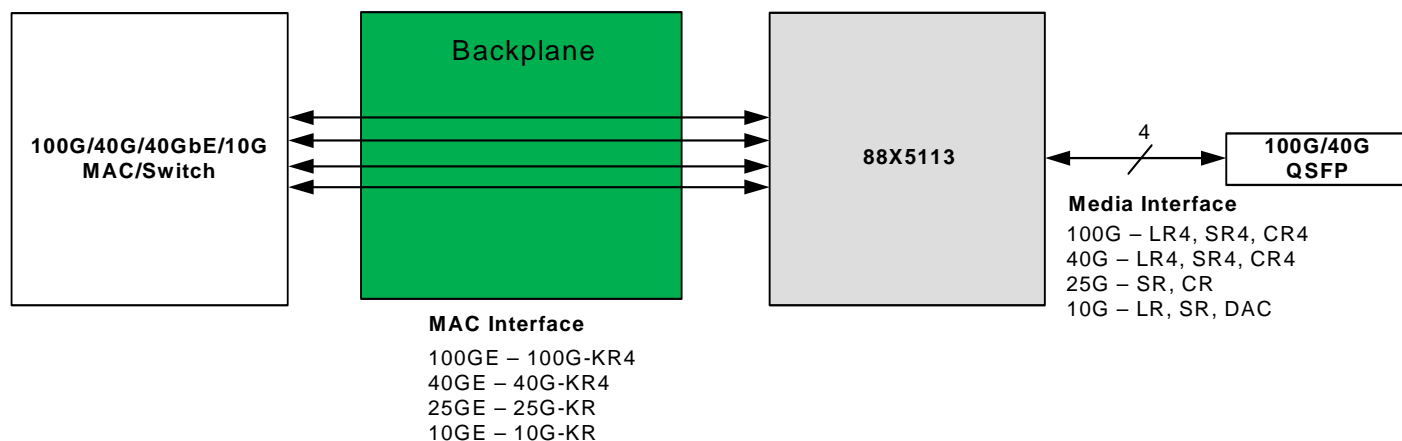 Backplane
100G/40G/40GbE/10G
MAC/Switch
88X5113
4
100G/40G
QSFP
Media Interface
100G – LR4, SR4, CR4
40G – LR4, SR4, CR4
25G – SR, CR
10G – LR, SR, DAC
MAC Interface
100GE – 100G-KR4
40GE – 40G-KR4
25GE – 25G-KR
10GE – 10G-KR